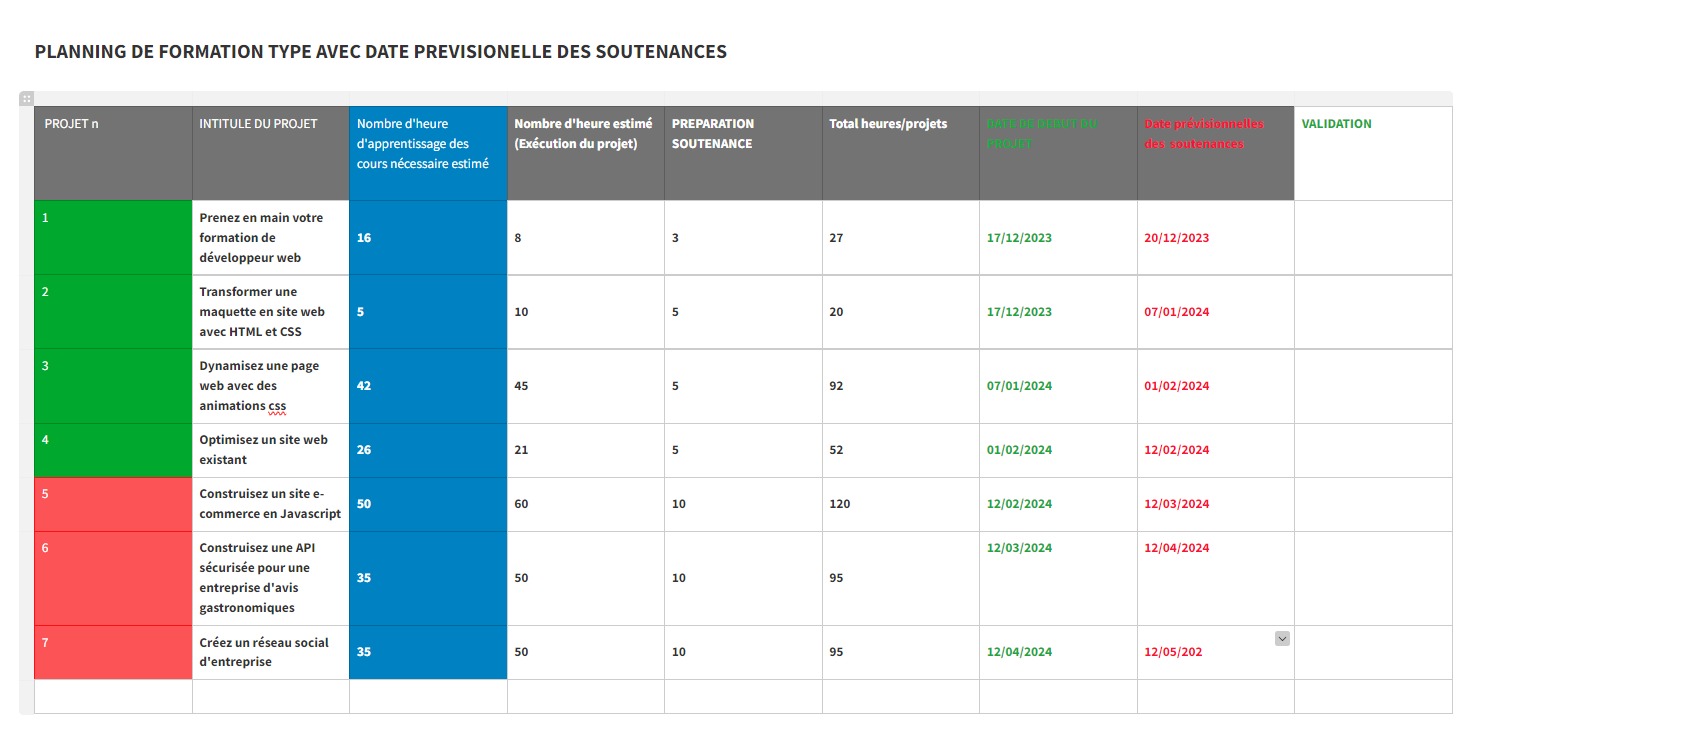 PLANNING DE FORMATION TYPE AVEC DATE PREVISIONELLE DES SOUTENANCES
PROJET n
INTITULE DU PROJET
Nombre d'heure
d'apprentissage des
cours nécessaire estimé
Nombre d'heure estimé
(Exécution du projet)
PREPARATION
SOUTENANCE
Total heures/projets
DATE DE DEBUT DU
PROJET
Date prévisionnelles
des soutenances
VALIDATION
1
Prenez en main votre
formation de
développeur web
16
8
3
27
17/12/2023
20/12/2023
2
Transformer une
maquette en site web
avec HTML et CSS
5
10
5
20
17/12/2023
07/01/2024
3
Dynamisez une page
web avec des
animations css
42
45
5
92
07/01/2024
01/02/2024
4
Optimisez un site web
existant
26
21
5
52
01/02/2024
12/02/2024
5
Construisez un site e-
commerce en Javascript
50
60
10
120
12/02/2024
12/03/2024
6
Construisez une API
sécurisée pour une
entreprise d'avis
gastronomiques
35
50
10
95
12/03/2024
12/04/2024
7
Créez un réseau social
d'entreprise
35
50
10
95
12/04/2024
12/05/202